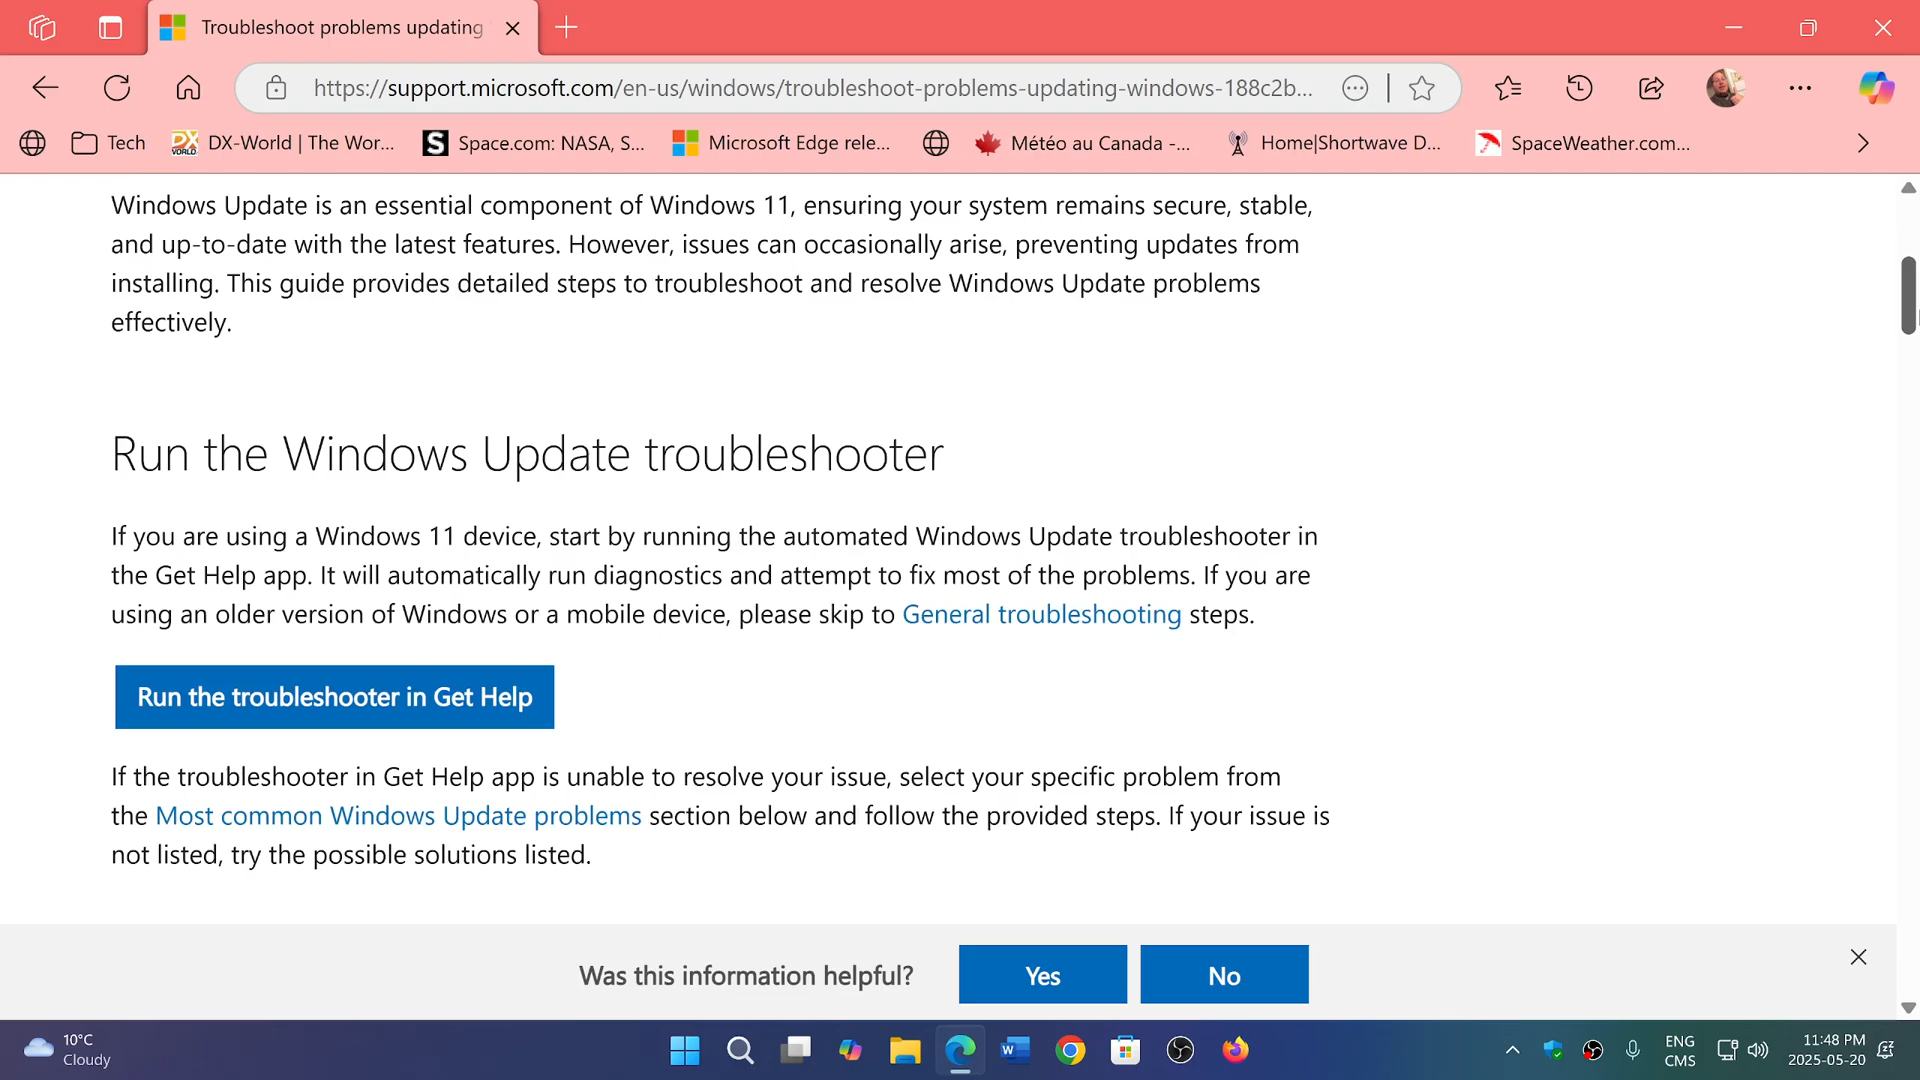 Troubleshoot problems updating
https://support.microsoft.com/en-us/windows/troubleshoot-problems-updating-windows-188c2b...
Tech
DX-World | The Wor...
Space.com: NASA, S...
Microsoft Edge rele...
Météo au Canada -...
Home|Shortwave D...
SpaceWeather.com...
Windows Update is an essential component of Windows 11, ensuring your system remains secure, stable,
and up-to-date with the latest features. However, issues can occasionally arise, preventing updates from
installing. This guide provides detailed steps to troubleshoot and resolve Windows Update problems
effectively.
Run the Windows Update troubleshooter
If you are using a Windows 11 device, start by running the automated Windows Update troubleshooter in
the Get Help app. It will automatically run diagnostics and attempt to fix most of the problems. If you are
using an older version of Windows or a mobile device, please skip to General troubleshooting steps.
Run the troubleshooter in Get Help
If the troubleshooter in Get Help app is unable to resolve your issue, select your specific problem from
the Most common Windows Update problems section below and follow the provided steps. If your issue is
not listed, try the possible solutions listed.
Was this information helpful?
Yes
No
10°C
Cloudy
ENG
CMS
11:48 PM
2025-05-20